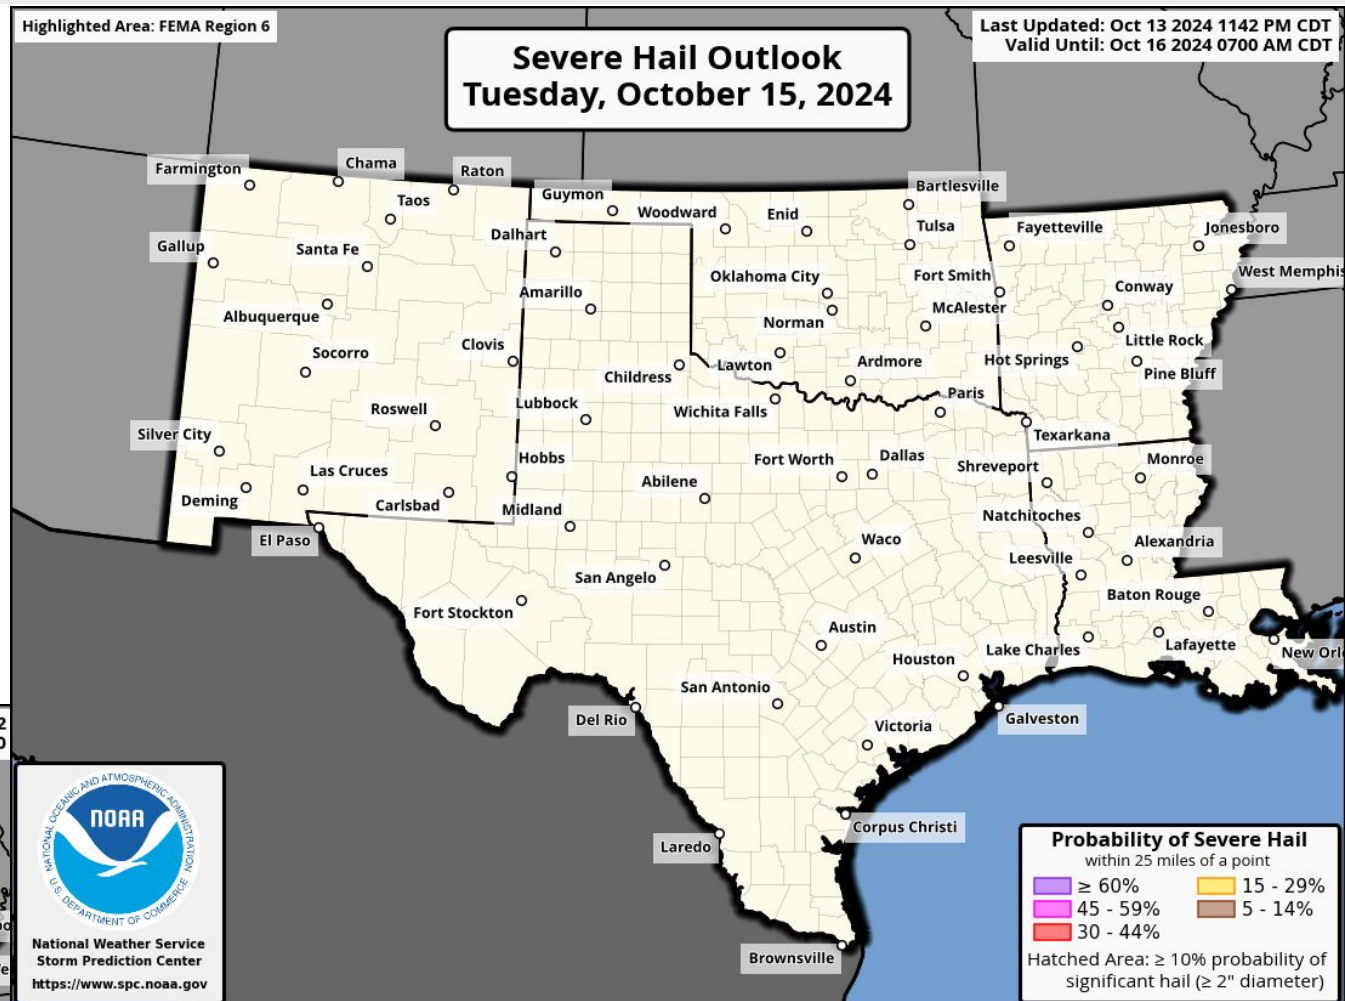 Highlighted Area: FEMA Region 6
Last Updated: Oct 13 2024 1142 PM CDT
Valid Until: Oct 16 2024 0700 AM CDT
Severe Hail Outlook
Tuesday, October 15, 2024
Farmington
Chama
Raton
Taos
Guymon
Woodward
Enid
Bartlesville
Tulsa
Fayetteville
Jonesboro
Gallup
Santa Fe
Dalhart
Oklahoma City
Fort Smith
West Memphis
Amarillo
Conway
Albuquerque
Norman
McAlester
Socorro
Clovis
Childress
Lawton
Ardmore
Hot Springs
Little Rock
Pine Bluff
Roswell
Lubbock
Wichita Falls
Paris
Silver City
Texarkana
Las Cruces
Hobbs
Fort Worth
Dallas
Shreveport
Monroe
Deming
Carlsbad
Midland
Abilene
Natchitoches
El Paso
Waco
Alexandria
San Angelo
Leesville
Fort Stockton
Baton Rouge
Austin
Lake Charles
Lafayette
New Orl
Houston
San Antonio
Del Rio
Galveston
Victoria
Laredo
Corpus Christi
Brownsville
NATIONAL OCEANIC AND ATMOSPHERIC ADMINISTRATION
NOAA
U.S. DEPARTMENT OF COMMERCE
National Weather Service
Storm Prediction Center
https://www.spc.noaa.gov
Probability of Severe Hail
within 25 miles of a point
≥ 60%
15 - 29%
45 - 59%
5 - 14%
30 - 44%
Hatched Area: ≥ 10% probability of
significant hail (≥ 2" diameter)